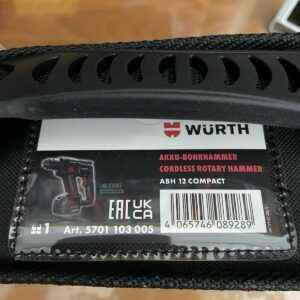 WÜRTH
AKKU-BOHRHAMMER
CORDLESS ROTARY HAMMER
ABH 12 COMPACT
EAC UK CA
1
Art. 5701 103 005
4 065746 089289